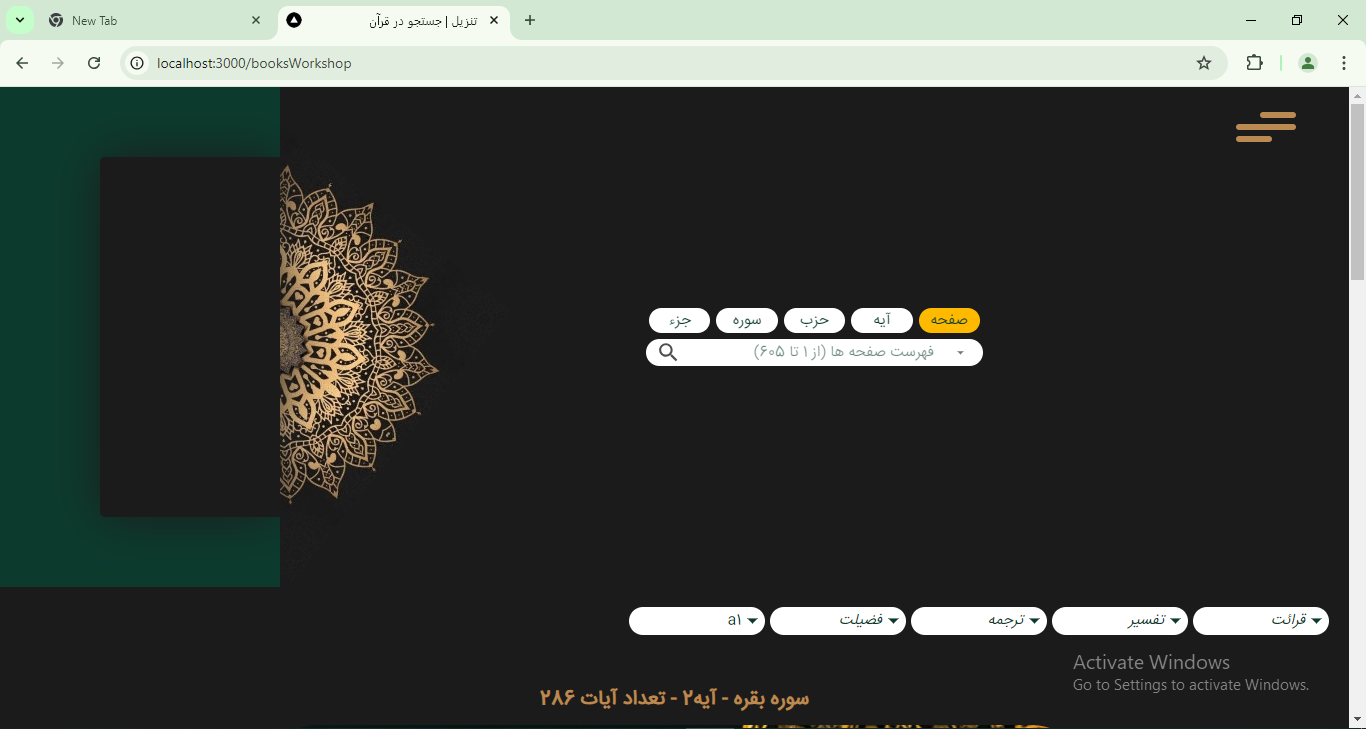 New Tab
تنزیل | جستجو در قرآن
localhost:3000/booksWorkshop
صفحه
آیه
حزب
سوره
جزء
فهرست صفحه ها (از ۱ تا ۶۰۵)
قرائت
تفسیر
ترجمه
فضیلت
a۱
Activate Windows
Go to Settings to activate Windows.
سوره بقره - آیه۲ - تعداد آیات ۲۸۶